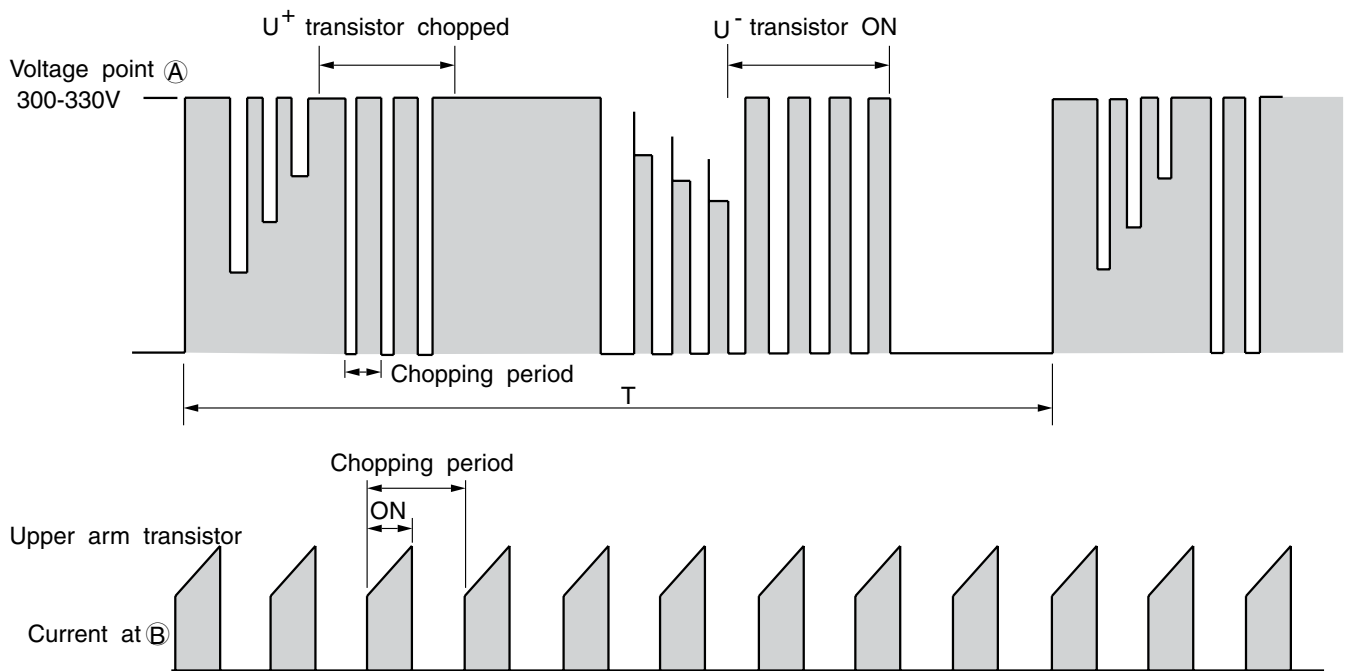 U⁺ transistor chopped
U⁻ transistor ON
Voltage point Ⓐ
300-330V
Chopping period
T
Chopping period
ON
Upper arm transistor
Current at Ⓑ